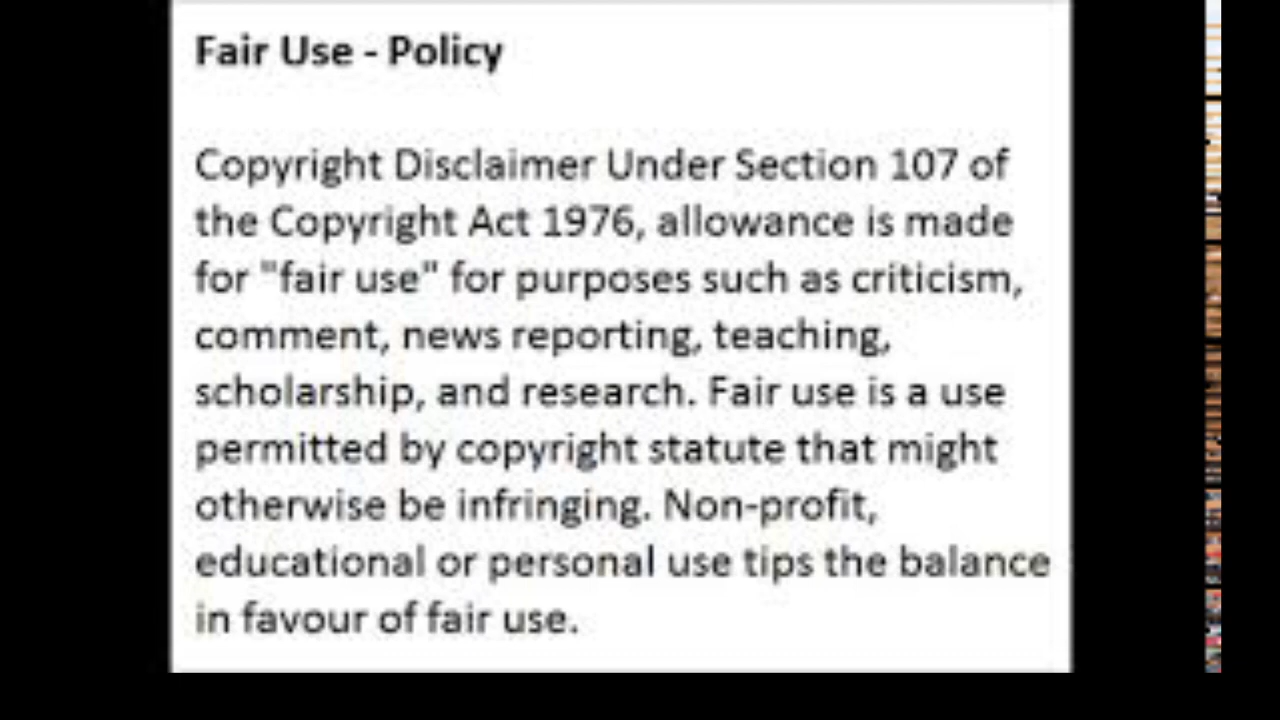 Fair Use - Policy
Copyright Disclaimer Under Section 107 of
the Copyright Act 1976, allowance is made
for "fair use" for purposes such as criticism,
comment, news reporting, teaching,
scholarship, and research. Fair use is a use
permitted by copyright statute that might
otherwise be infringing. Non-profit,
educational or personal use tips the balance
in favour of fair use.